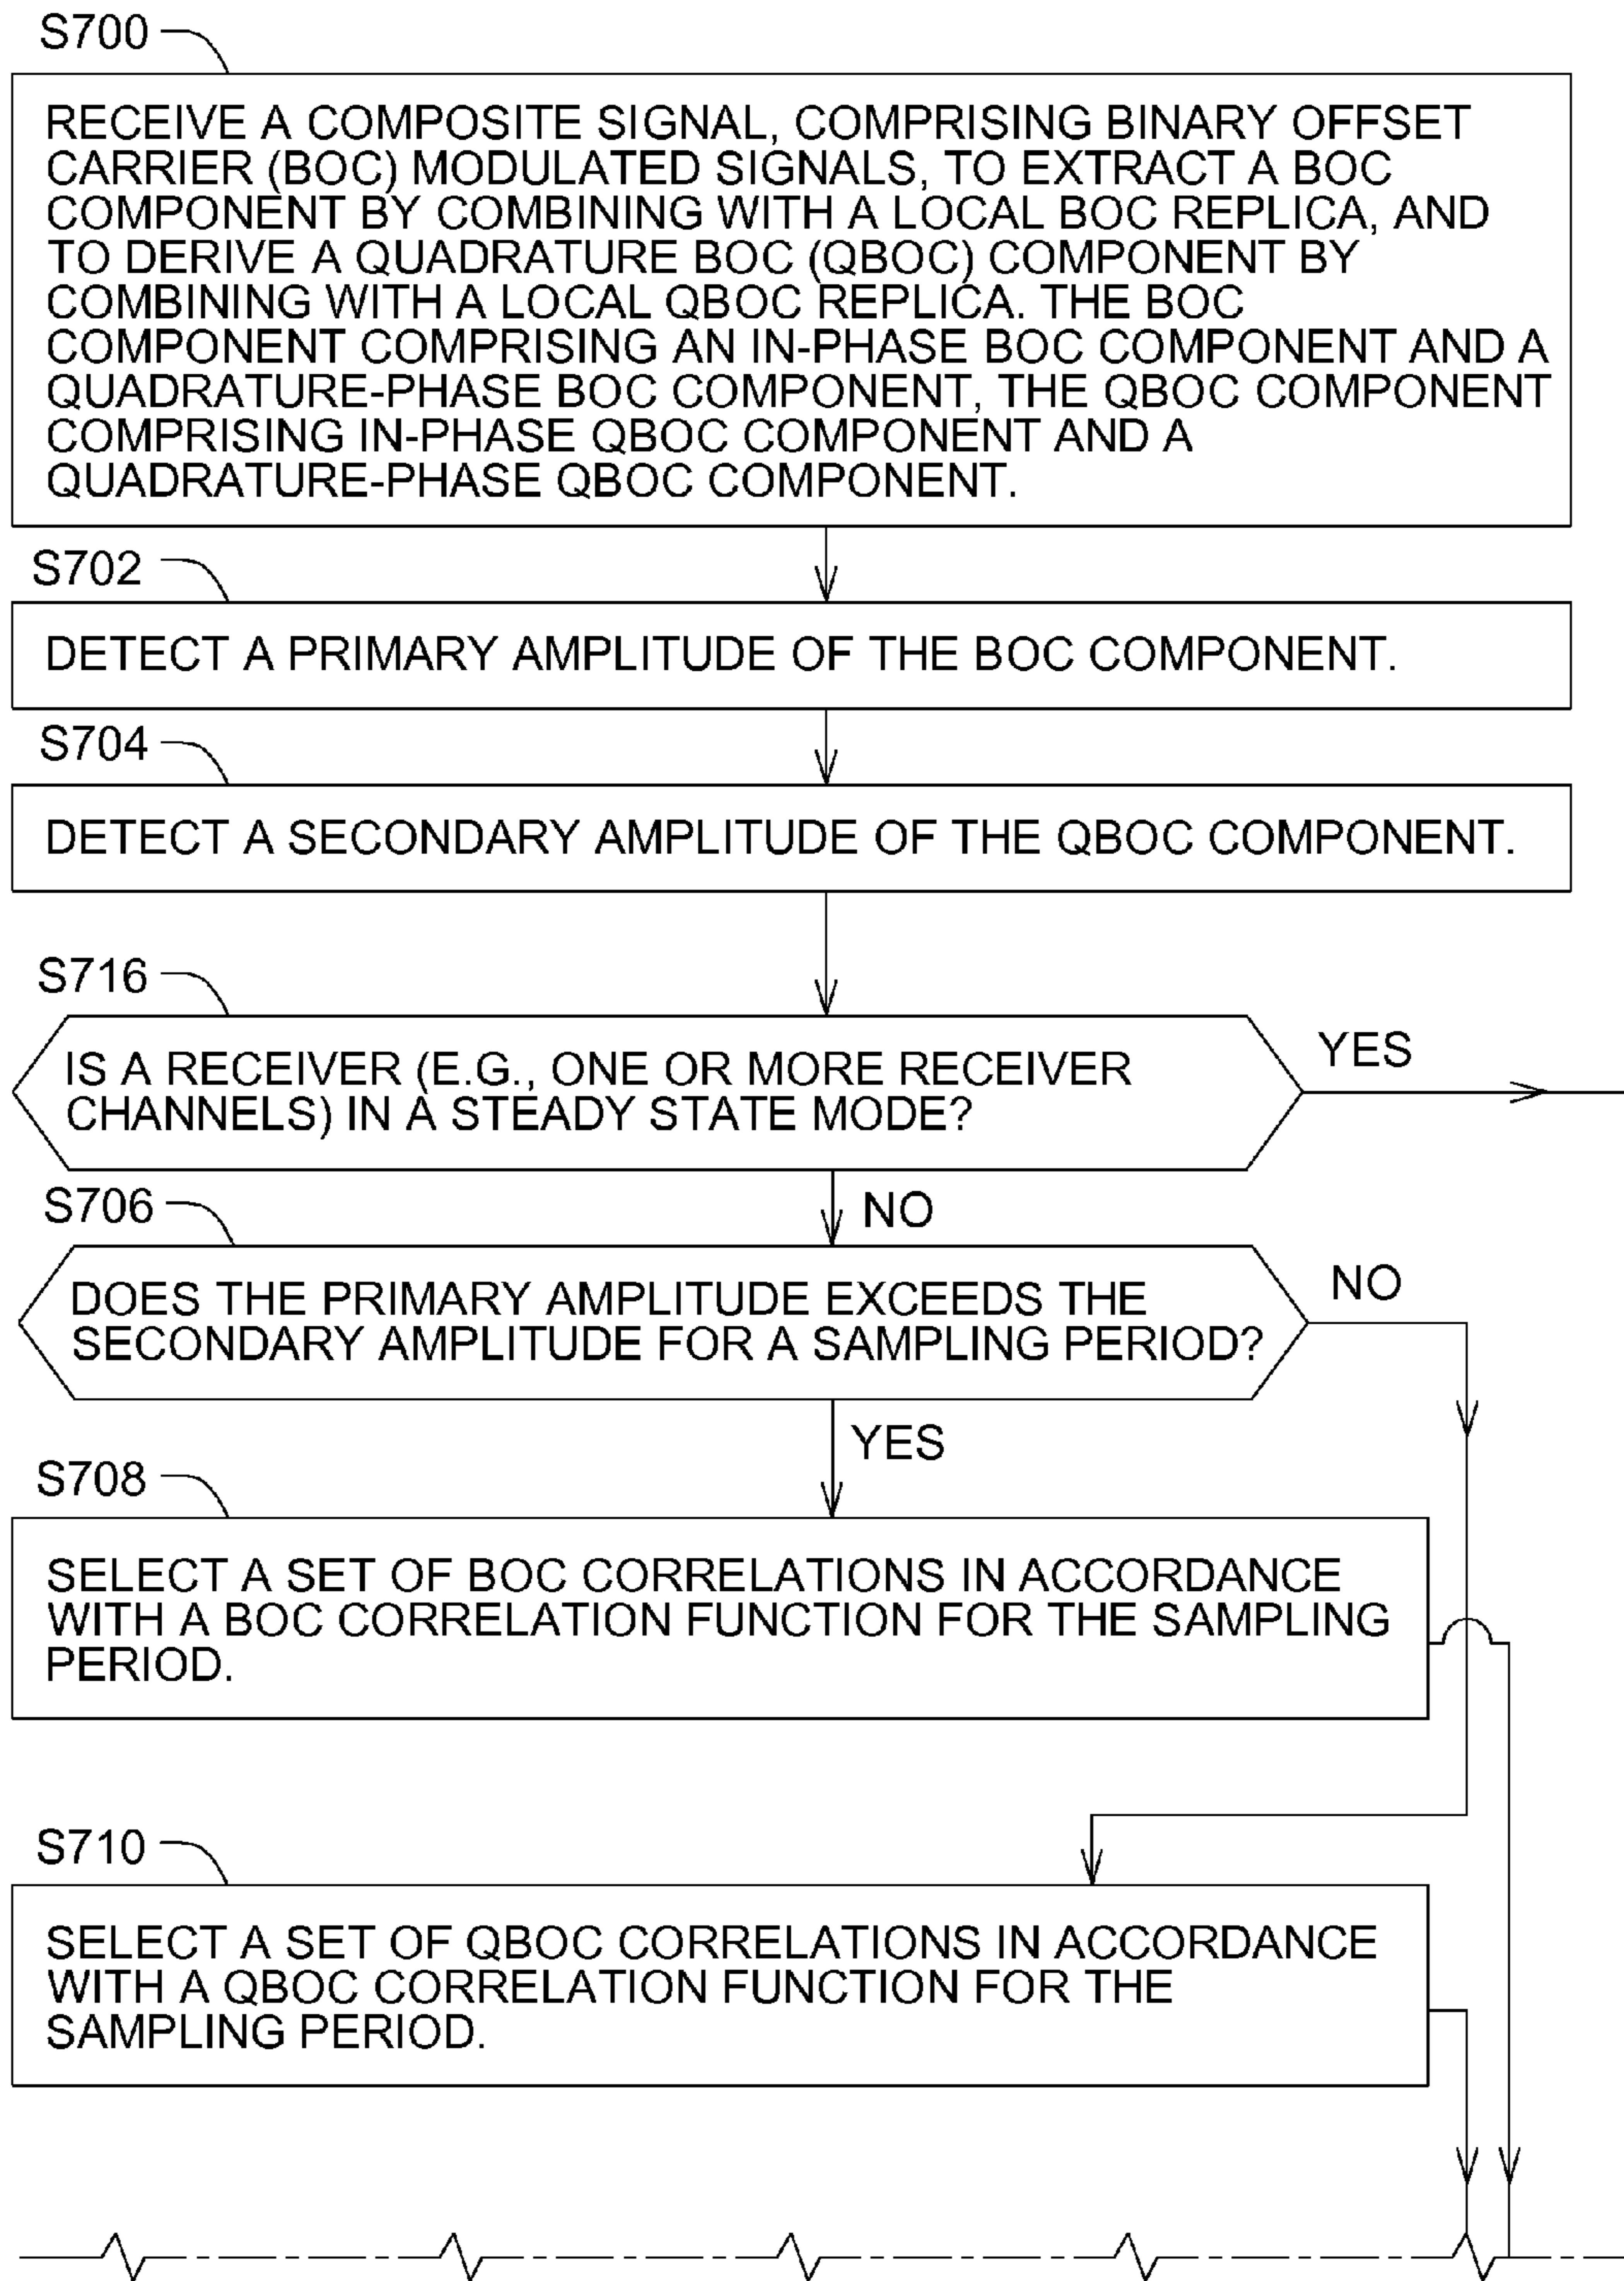 S700
RECEIVE A COMPOSITE SIGNAL, COMPRISING BINARY OFFSET
CARRIER (BOC) MODULATED SIGNALS, TO EXTRACT A BOC
COMPONENT BY COMBINING WITH A LOCAL BOC REPLICA, AND
TO DERIVE A QUADRATURE BOC (QBOC) COMPONENT BY
COMBINING WITH A LOCAL QBOC REPLICA. THE BOC
COMPONENT COMPRISING AN IN-PHASE BOC COMPONENT AND A
QUADRATURE-PHASE BOC COMPONENT, THE QBOC COMPONENT
COMPRISING IN-PHASE QBOC COMPONENT AND A
QUADRATURE-PHASE QBOC COMPONENT.
S702
DETECT A PRIMARY AMPLITUDE OF THE BOC COMPONENT.
S704
DETECT A SECONDARY AMPLITUDE OF THE QBOC COMPONENT.
S716
IS A RECEIVER (E.G., ONE OR MORE RECEIVER
CHANNELS) IN A STEADY STATE MODE?
YES
NO
S706
DOES THE PRIMARY AMPLITUDE EXCEEDS THE
SECONDARY AMPLITUDE FOR A SAMPLING PERIOD?
NO
YES
S708
SELECT A SET OF BOC CORRELATIONS IN ACCORDANCE
WITH A BOC CORRELATION FUNCTION FOR THE SAMPLING
PERIOD.
S710
SELECT A SET OF QBOC CORRELATIONS IN ACCORDANCE
WITH A QBOC CORRELATION FUNCTION FOR THE
SAMPLING PERIOD.